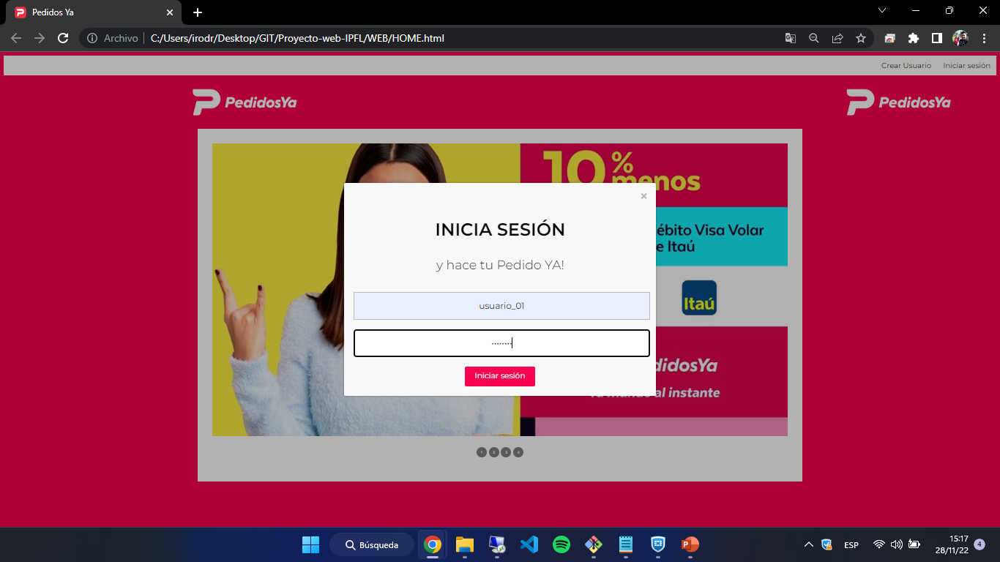 Pedidos Ya
Archivo C:/Users/irodr/Desktop/GIT/Proyecto-web-IPFL/WEB/HOME.html
Crear Usuario Iniciar sesión
PedidosYa PedidosYa
10%
menos
ébito Visa Volar
e Itaú
Itaú
INICIA SESIÓN
y hace tu Pedido YA!
usuario_01
········
Iniciar sesión
didosYa
al instante
1 2 3 4
Búsqueda
ESP
15:17
28/11/22
4